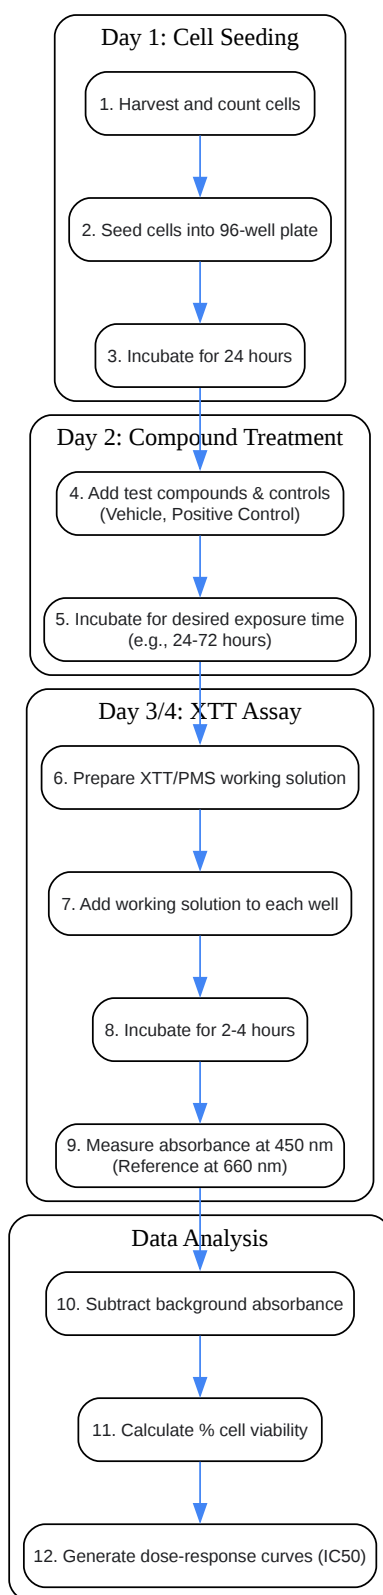 Day 1: Cell Seeding
1. Harvest and count cells
2. Seed cells into 96-well plate
3. Incubate for 24 hours
Day 2: Compound Treatment
4. Add test compounds & controls
(Vehicle, Positive Control)
5. Incubate for desired exposure time
(e.g., 24-72 hours)
Day 3/4: XTT Assay
6. Prepare XTT/PMS working solution
7. Add working solution to each well
8. Incubate for 2-4 hours
9. Measure absorbance at 450 nm
(Reference at 660 nm)
Data Analysis
10. Subtract background absorbance
11. Calculate % cell viability
12. Generate dose-response curves (IC50)